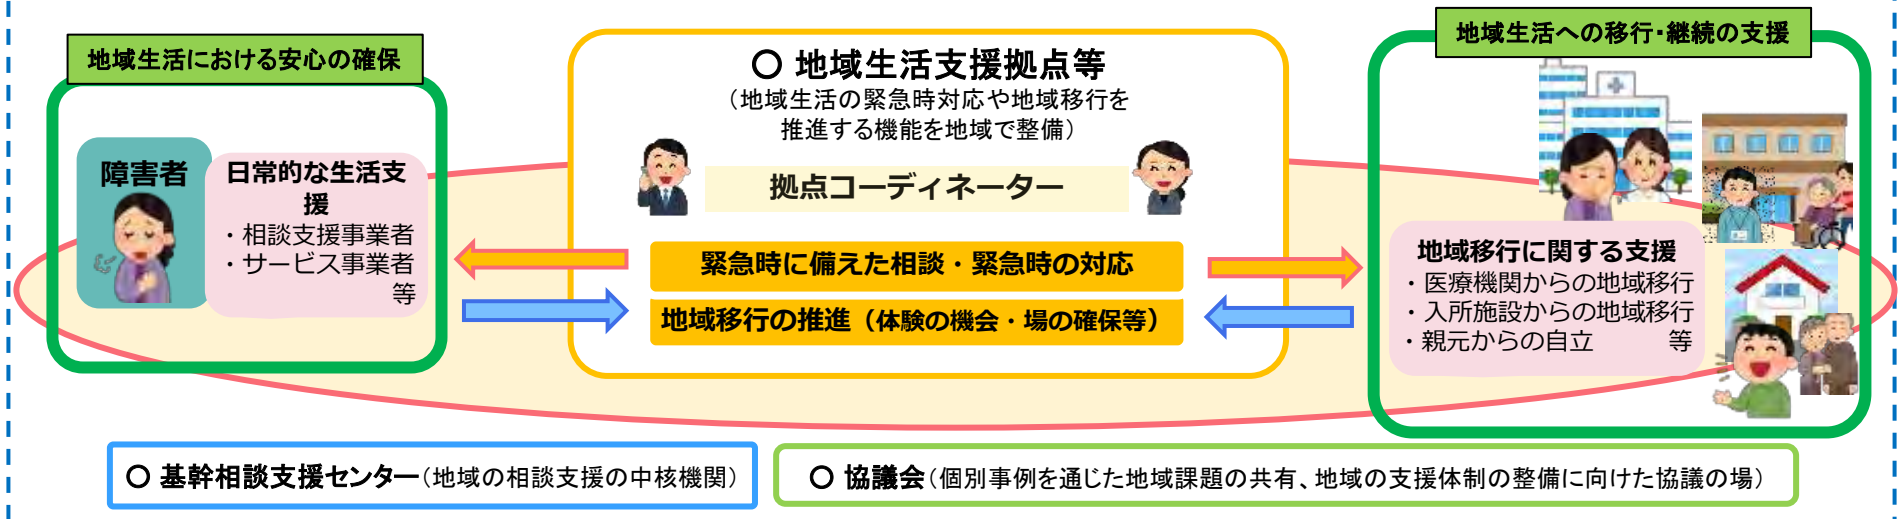 地域生活における安心の確保
障害者
日常的な生活支
援
・相談支援事業者
・サービス事業者
等
〇 地域生活支援拠点等
（地域生活の緊急時対応や地域移行を
推進する機能を地域で整備）
拠点コーディネーター
緊急時に備えた相談・緊急時の対応
地域移行の推進（体験の機会・場の確保等）
地域生活への移行・継続の支援
地域移行に関する支援
・医療機関からの地域移行
・入所施設からの地域移行
・親元からの自立　　　等
〇 基幹相談支援センター（地域の相談支援の中核機関）
〇 協議会（個別事例を通じた地域課題の共有、地域の支援体制の整備に向けた協議の場）